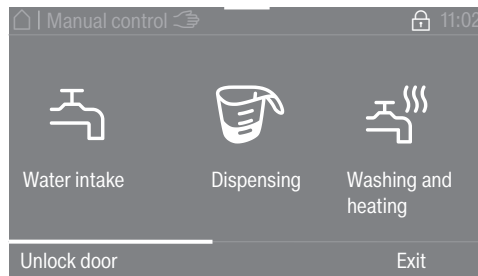 | Manual control
11:02
Water intake
Dispensing
Washing and
heating
Unlock door
Exit